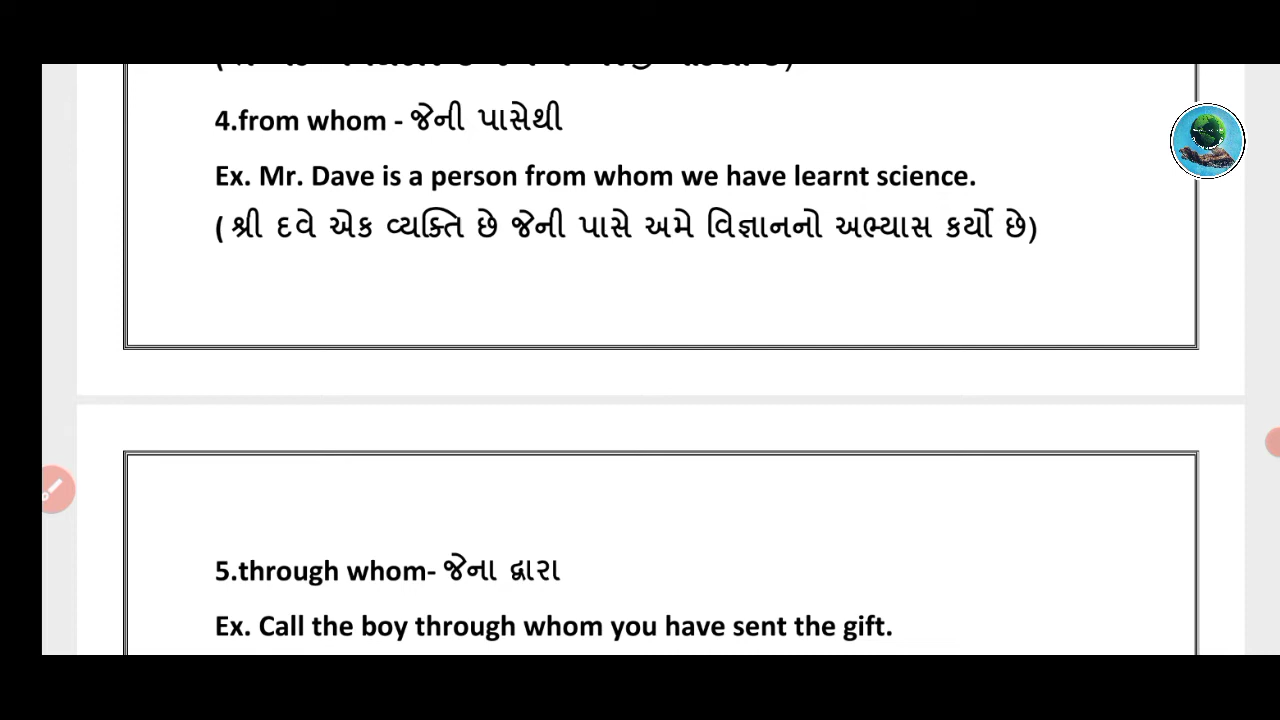 4.from whom - જેની પાસેથી
Ex. Mr. Dave is a person from whom we have learnt science.
( શ્રી દવે એક વ્યક્તિ છે જેની પાસે અમે વિજ્ઞાનનો અભ્યાસ કર્યો છે)
5.through whom- જેના દ્વારા
Ex. Call the boy through whom you have sent the gift.